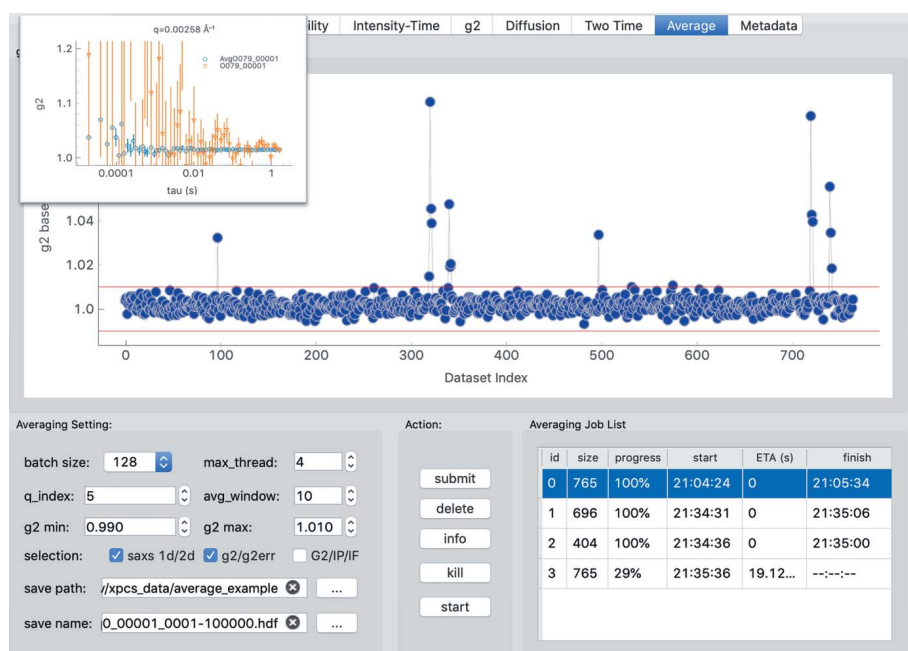 q=0.00258 Å⁻¹
AvgO079_00001
O079_00001
1.2
1.1
1.0
g2
0.0001 0.01 1
tau (s)
Intensity-Time g2 Diffusion Two Time Average Metadata
g2 base
1.04
1.02
1.0
0 100 200 300 400 500 600 700
Dataset Index
Averaging Setting: Action: Averaging Job List
batch size: 128 max_thread: 4
q_index: 5 avg_window: 10
g2 min: 0.990 g2 max: 1.010
selection: saxs 1d/2d g2/g2err G2/IP/IF
save path: /xpcs_data/average_example ...
save name: 0_00001_0001-100000.hdf ...
submit
delete
info
kill
start
id size progress start ETA (s) finish
0 765 100% 21:04:24 0 21:05:34
1 696 100% 21:34:31 0 21:35:06
2 404 100% 21:34:36 0 21:35:00
3 765 29% 21:35:36 19.12... --:--:--